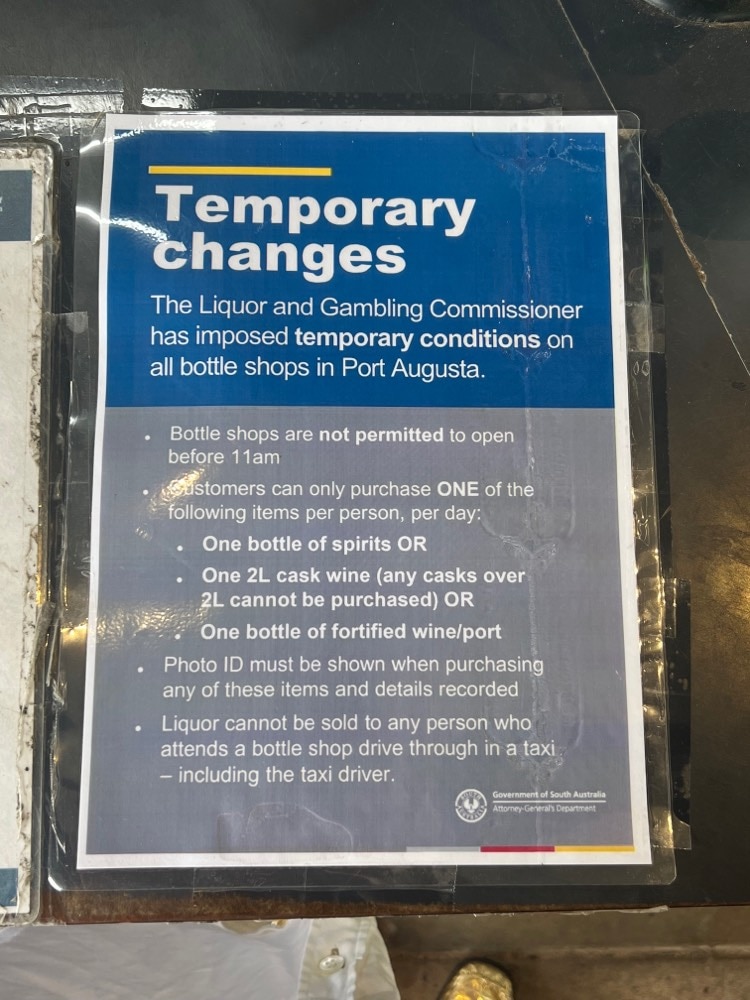 Temporary
changes
The Liquor and Gambling Commissioner
has imposed temporary conditions on
all bottle shops in Port Augusta.
• Bottle shops are not permitted to open
before 11am
• Customers can only purchase ONE of the
following items per person, per day:
• One bottle of spirits OR
• One 2L cask wine (any casks over
2L cannot be purchased) OR
• One bottle of fortified wine/port
• Photo ID must be shown when purchasing
any of these items and details recorded
• Liquor cannot be sold to any person who
attends a bottle shop drive through in a taxi
– including the taxi driver.
Government of South Australia
Attorney-General's Department